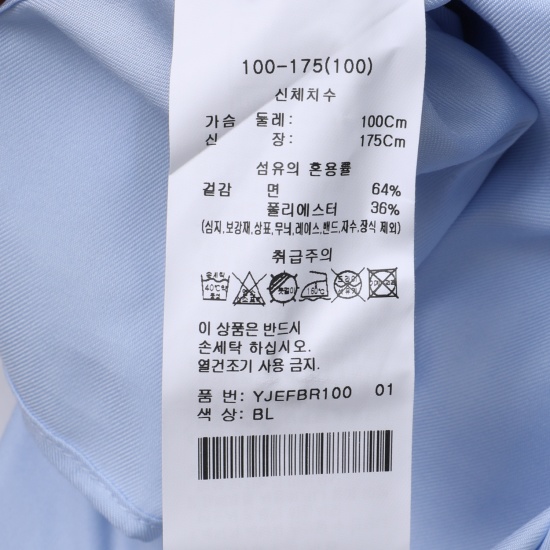 100-175(100)
신체치수
가슴 둘레: 100Cm
신 장: 175Cm
섬유의 혼용률
겉감 면 64%
폴리에스터 36%
(심지,보강재,상표,무늬,레이스,밴드,자수,장식 제외)
취급주의
40℃ 160℃
이 상품은 반드시
손세탁 하십시오.
열건조기 사용 금지.
품 번: YJEFBR100 01
색 상: BL